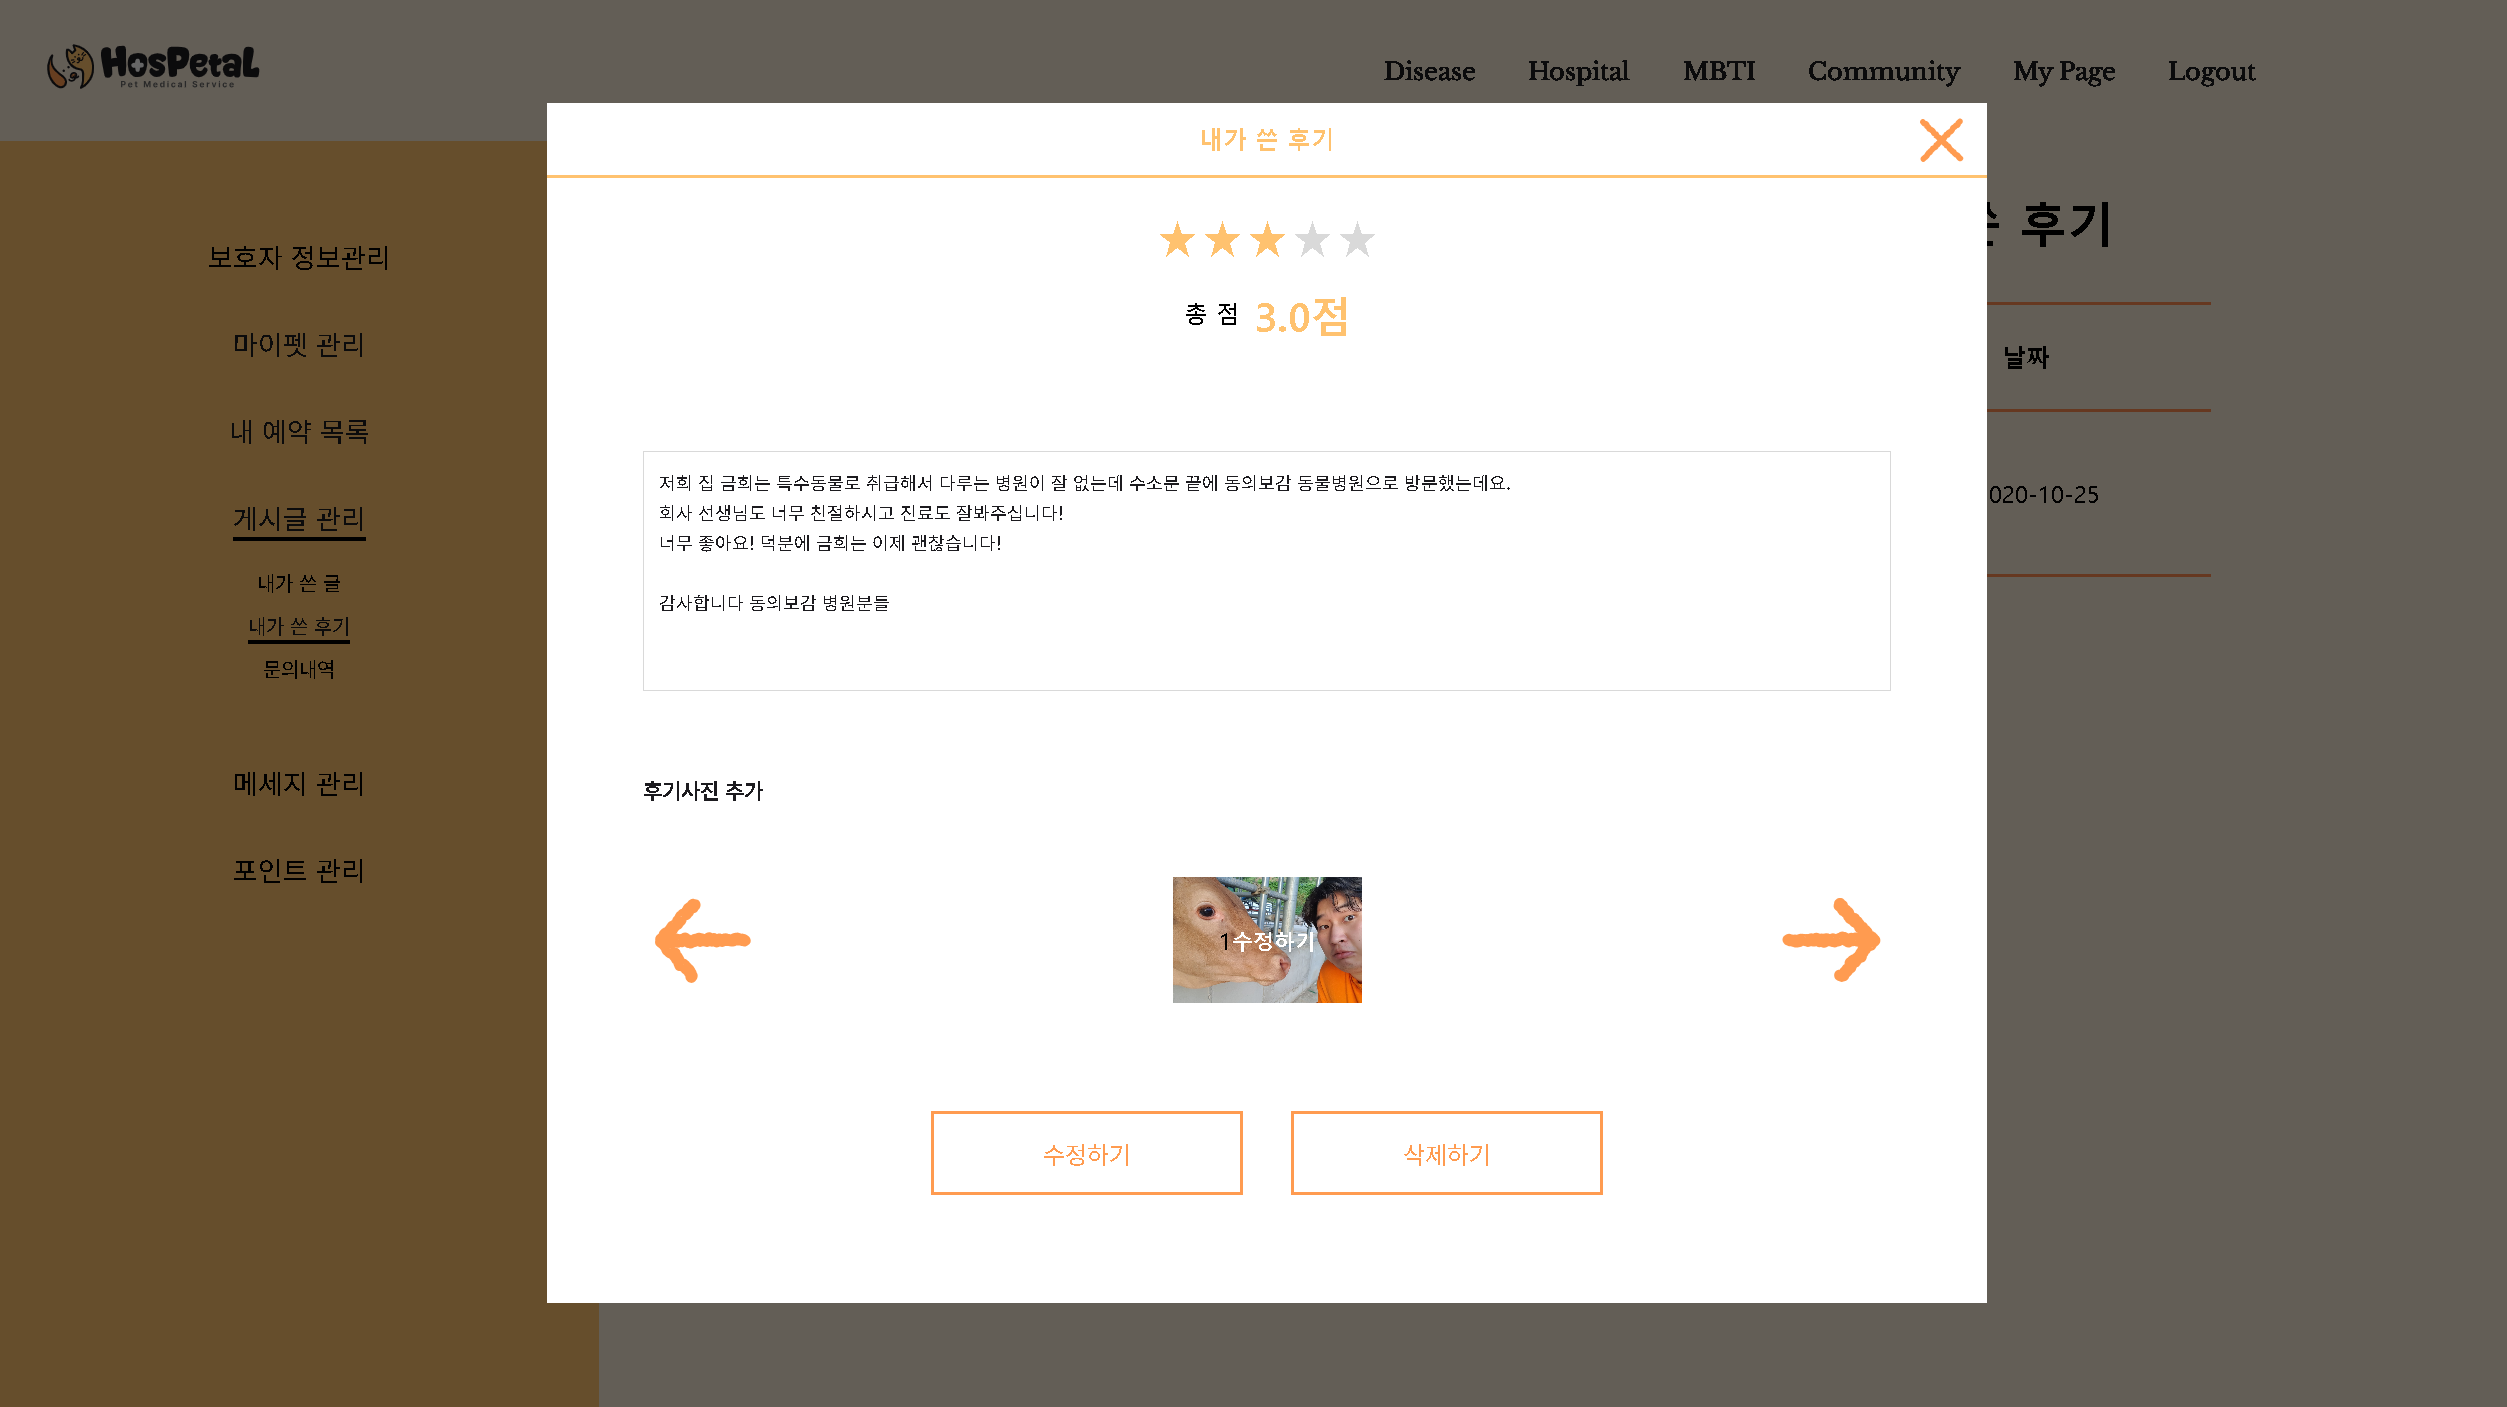 HosPetaL
Pet Medical Service
Disease Hospital MBTI Community My Page Logout
보호자 정보관리
마이펫 관리
내 예약 목록
게시글 관리
내가 쓴 글
내가 쓴 후기
문의내역
메세지 관리
포인트 관리
내가 쓴 후기
총 점 3.0점
저희 집 금희는 특수동물로 취급해서 다루는 병원이 잘 없는데 수소문 끝에 동의보감 동물병원으로 방문했는데요.
회사 선생님도 너무 친절하시고 진료도 잘봐주십니다!
너무 좋아요! 덕분에 금희는 이제 괜찮습니다!
감사합니다 동의보감 병원분들
후기사진 추가
1수정하기
수정하기 삭제하기
후기
날짜
020-10-25